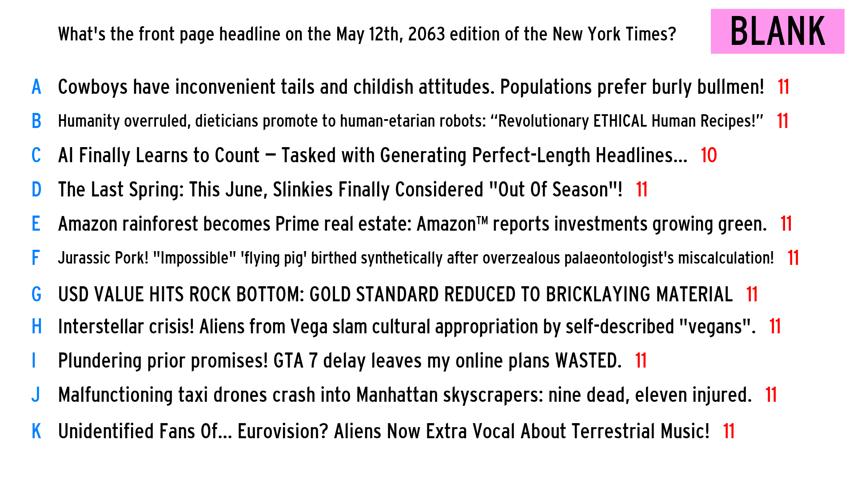 What's the front page headline on the May 12th, 2063 edition of the New York Times?
BLANK
A Cowboys have inconvenient tails and childish attitudes. Populations prefer burly bullmen! 11
B Humanity overruled, dieticians promote to human-etarian robots: “Revolutionary ETHICAL Human Recipes!” 11
C AI Finally Learns to Count – Tasked with Generating Perfect-Length Headlines... 10
D The Last Spring: This June, Slinkies Finally Considered "Out Of Season"! 11
E Amazon rainforest becomes Prime real estate: Amazon™ reports investments growing green. 11
F Jurassic Pork! "Impossible" 'flying pig' birthed synthetically after overzealous palaeontologist's miscalculation! 11
G USD VALUE HITS ROCK BOTTOM: GOLD STANDARD REDUCED TO BRICKLAYING MATERIAL 11
H Interstellar crisis! Aliens from Vega slam cultural appropriation by self-described "vegans". 11
I Plundering prior promises! GTA 7 delay leaves my online plans WASTED. 11
J Malfunctioning taxi drones crash into Manhattan skyscrapers: nine dead, eleven injured. 11
K Unidentified Fans Of... Eurovision? Aliens Now Extra Vocal About Terrestrial Music! 11